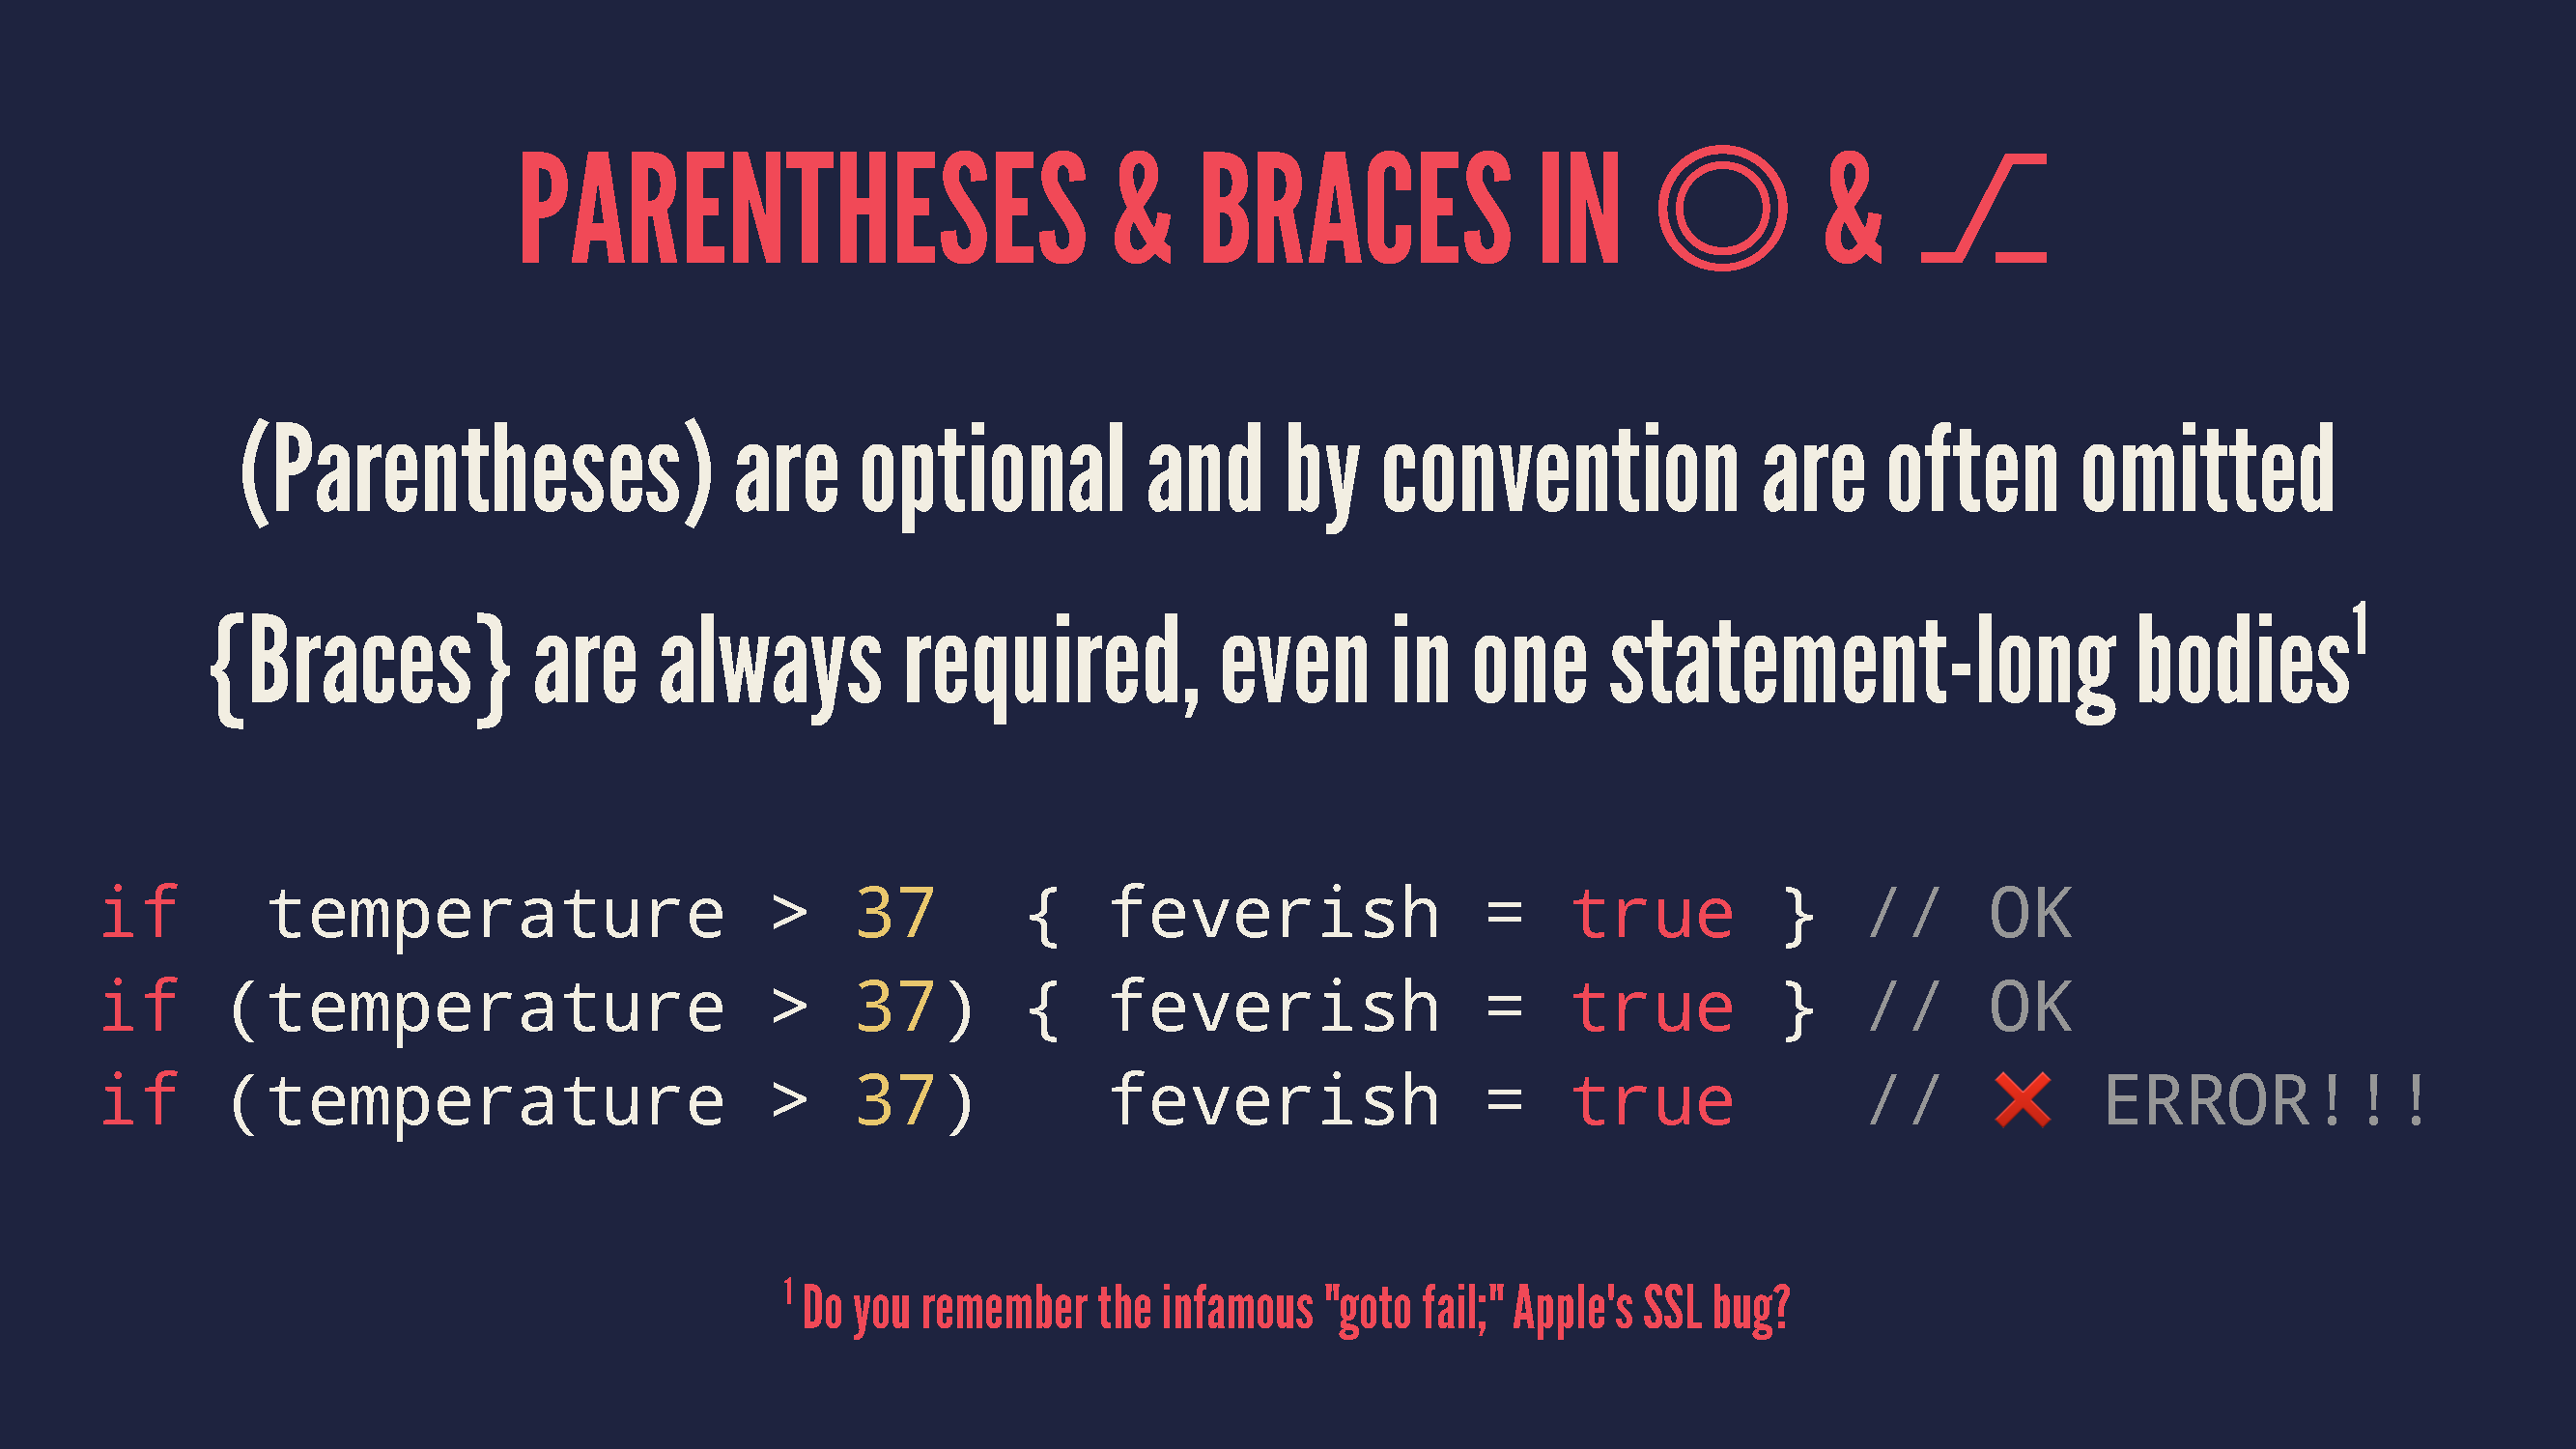 PARENTHESES & BRACES IN ◎ & ⌥
(Parentheses) are optional and by convention are often omitted
{Braces} are always required, even in one statement-long bodies¹
if  temperature > 37  { feverish = true } // OK
if (temperature > 37) { feverish = true } // OK
if (temperature > 37)   feverish = true   // ❌ ERROR!!!
¹ Do you remember the infamous "goto fail;" Apple's SSL bug?